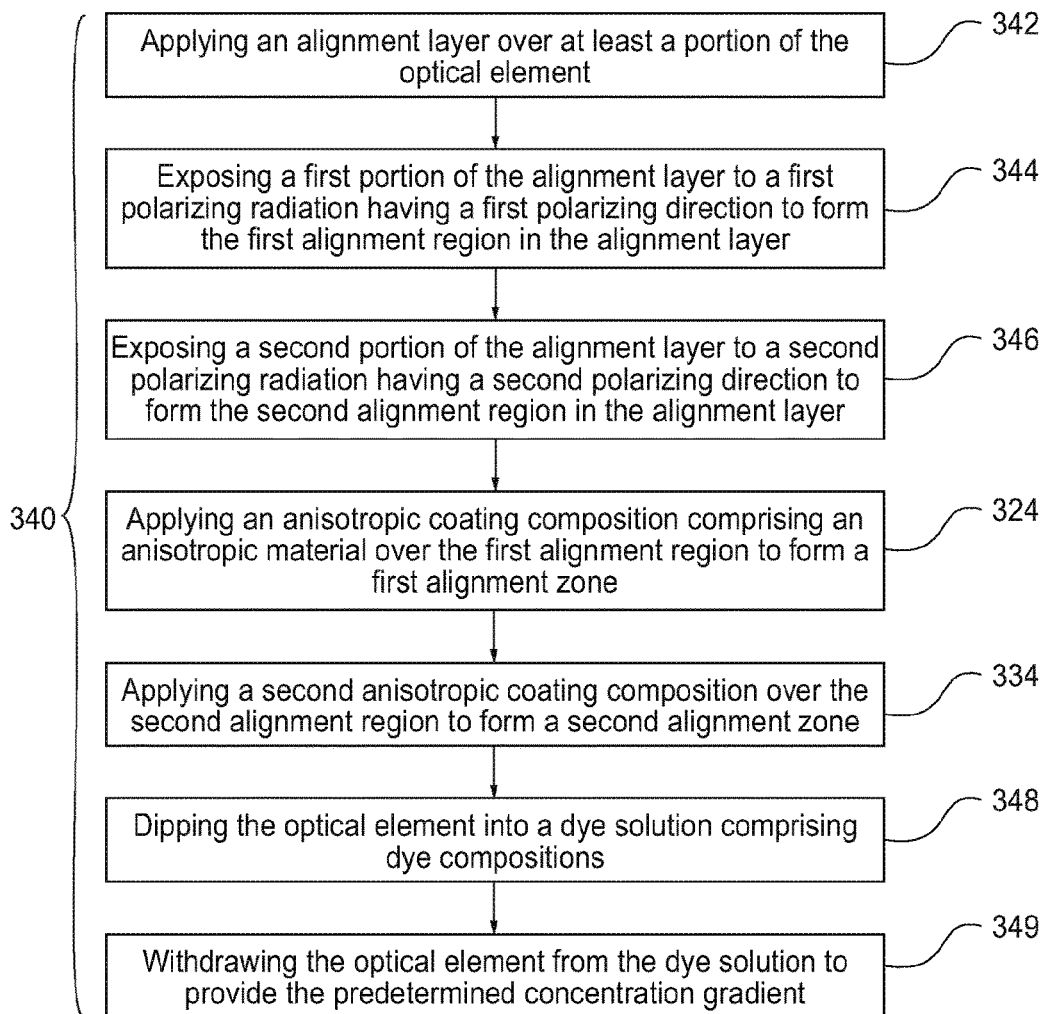 Applying an alignment layer over at least a portion of the
optical element
342
Exposing a first portion of the alignment layer to a first
polarizing radiation having a first polarizing direction to form
the first alignment region in the alignment layer
344
Exposing a second portion of the alignment layer to a second
polarizing radiation having a second polarizing direction to
form the second alignment region in the alignment layer
346
340
Applying an anisotropic coating composition comprising an
anisotropic material over the first alignment region to form a
first alignment zone
324
Applying a second anisotropic coating composition over the
second alignment region to form a second alignment zone
334
Dipping the optical element into a dye solution comprising
dye compositions
348
Withdrawing the optical element from the dye solution to
provide the predetermined concentration gradient
349